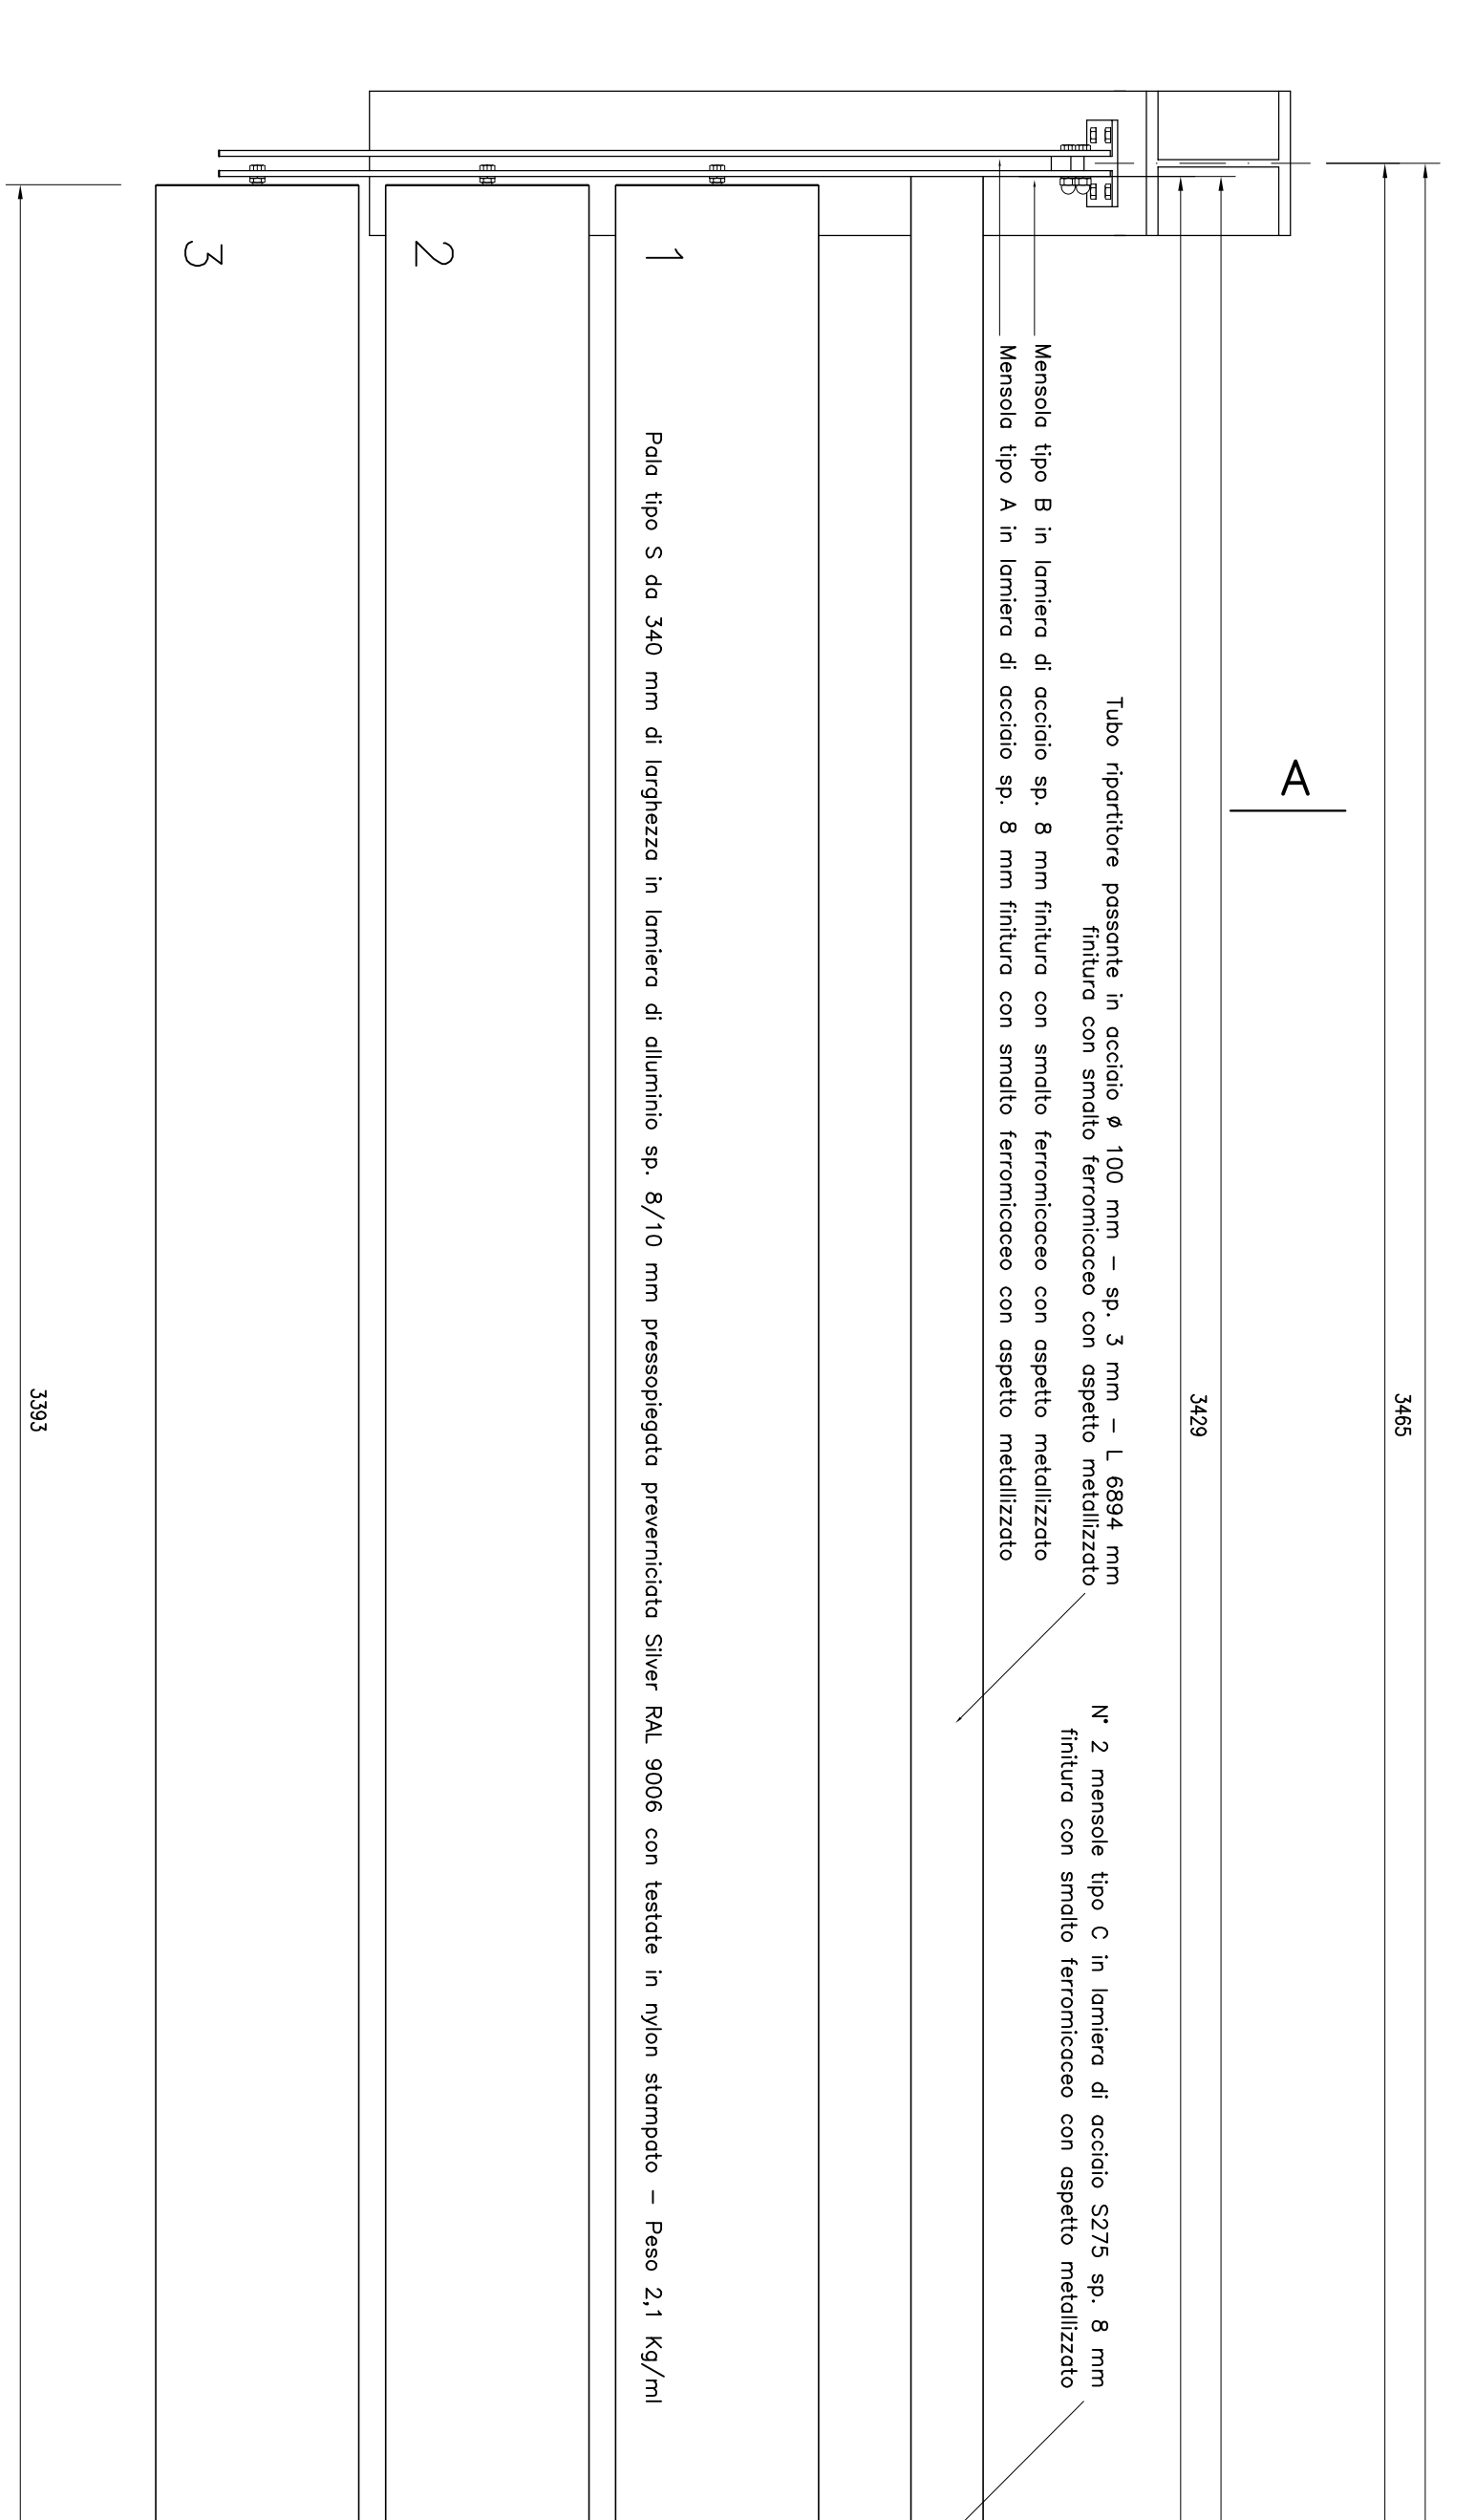 3465
A
3429
Tubo ripartitore passante in acciaio ø 100 mm – sp. 3 mm – L 6894 mm
finitura con smalto ferromicaceo con aspetto metallizzato
N° 2 mensole tipo C in lamiera di acciaio S275 sp. 8 mm
finitura con smalto ferromicaceo con aspetto metallizzato
Mensola tipo B in lamiera di acciaio sp. 8 mm finitura con smalto ferromicaceo con aspetto metallizzato
Mensola tipo A in lamiera di acciaio sp. 8 mm finitura con smalto ferromicaceo con aspetto metallizzato
1
Pala tipo S da 340 mm di larghezza in lamiera di alluminio sp. 8/10 mm pressopiegata preverniciata Silver RAL 9006 con testate in nylon stampato – Peso 2,1 Kg/ml
2
3
3393